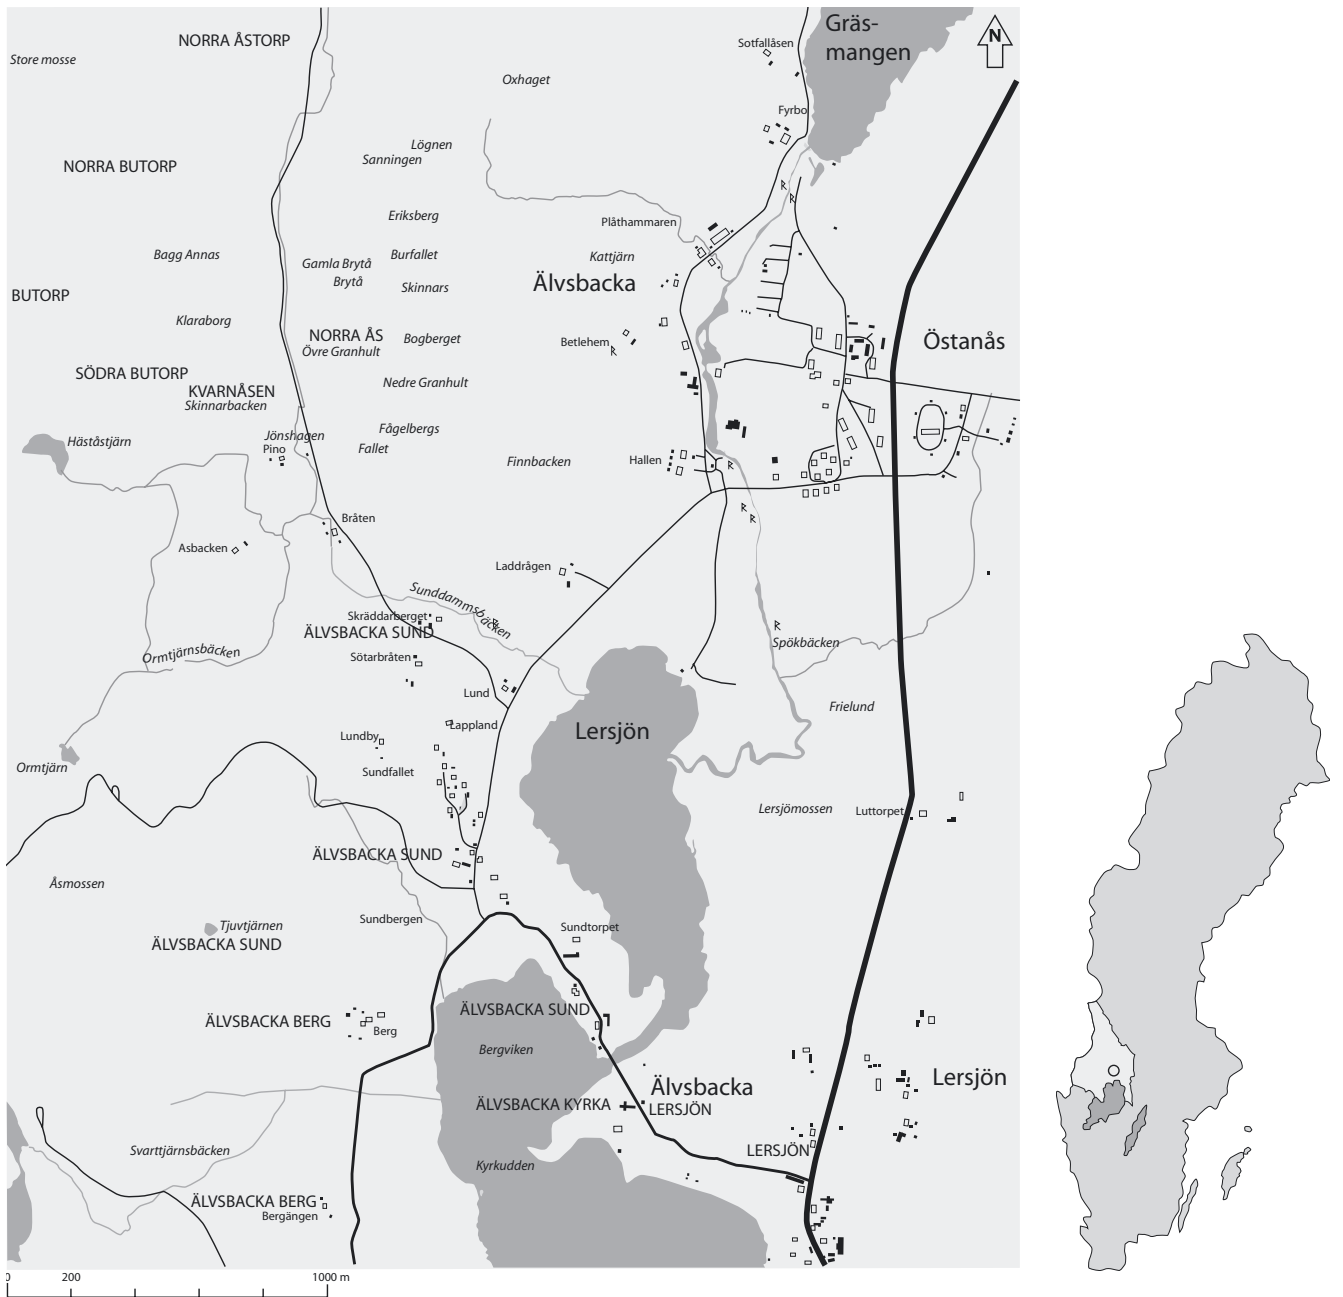 Gräs-
mangen
N
NORRA ÅSTORP
Sotfallåsen
Store mosse
Oxhaget
Fyrbo
Lögnen
Sanningen
NORRA BUTORP
Eriksberg
Plåthammaren
Bagg Annas
Burfallet
Kattjärn
Gamla Brytå
Brytå
Älvsbacka
Skinnars
BUTORP
Klaraborg
NORRA ÅS
Bogberget
Betlehem
Östanås
Övre Granhult
SÖDRA BUTORP
Nedre Granhult
KVARNÅSEN
Skinnarbacken
Fågelbergs
Jönshagen
Häståstjärn
Pino
Fallet
Finnbacken
Hallen
Bråten
Asbacken
Laddrågen
Sunddammsbäcken
Skräddarberget
ÄLVSBACKA SUND
Spökbäcken
Ormtjärnsbäcken
Sötarbråten
Lund
Frielund
Lappland
Lersjön
Lundby
Ormtjärn
Sundfallet
Lersjömossen
Luttorpet
ÄLVSBACKA SUND
Åsmossen
Sundbergen
Tjuvtjärnen
Sundtorpet
ÄLVSBACKA SUND
ÄLVSBACKA SUND
ÄLVSBACKA BERG
Berg
Bergviken
Lersjön
Älvsbacka
ÄLVSBACKA KYRKA
LERSJÖN
Svarttjärnsbäcken
LERSJÖN
Kyrkudden
ÄLVSBACKA BERG
Bergängen
0 200 1000 m